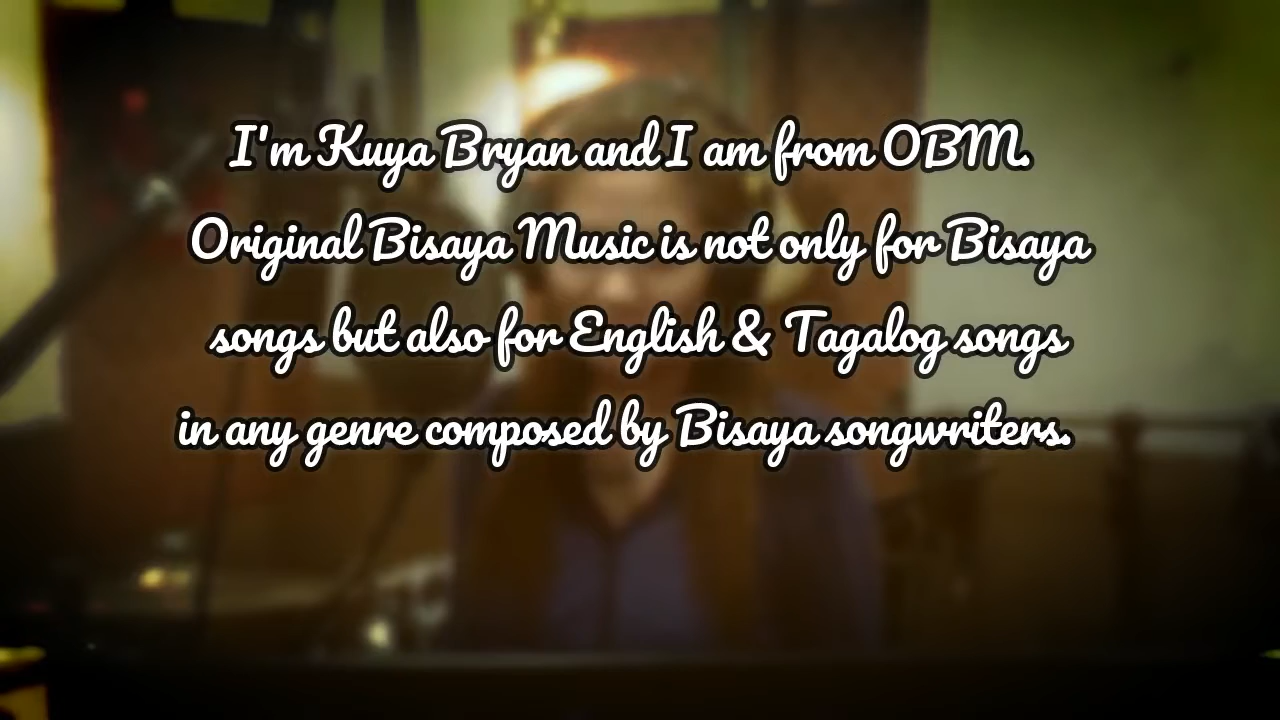 I'm Kuya Bryan and I am from OBM.
Original Bisaya Music is not only for Bisaya
songs but also for English & Tagalog songs
in any genre composed by Bisaya songwriters.